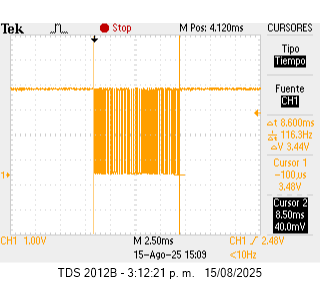 Tek Stop M Pos: 4.120ms CURSORES
Tipo
Tiempo
Fuente
CH1
Δt 8.600ms
1/Δt 116.3Hz
ΔV 3.44V
Cursor 1
-100µs
3.48V
Cursor 2
8.50ms
40.0mV
1
CH1 1.00V M 2.50ms CH1 / 2.48V
15-Ago-25 15:09 <10Hz
TDS 2012B - 3:12:21 p. m. 15/08/2025